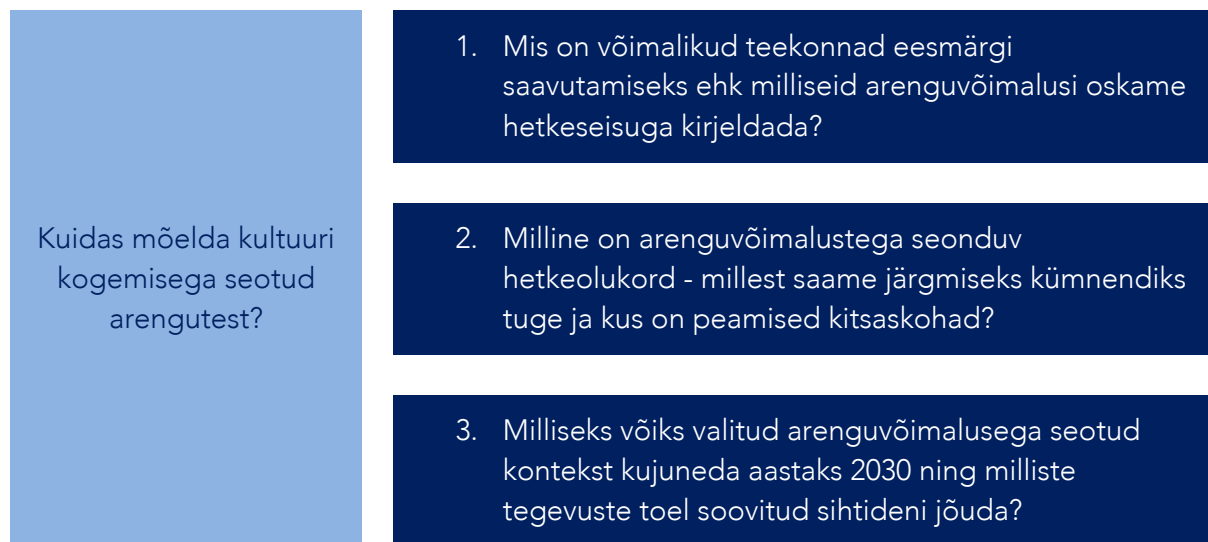 Kuidas mõelda kultuuri
kogemisega seotud
arengutest?
1. Mis on võimalikud teekonnad eesmärgi
saavutamiseks ehk milliseid arenguvõimalusi oskame
hetkeseisuga kirjeldada?
2. Milline on arenguvõimalustega seonduv
hetkeolukord - millest saame järgmiseks kümnendiks
tuge ja kus on peamised kitsaskohad?
3. Milliseks võiks valitud arenguvõimalusega seotud
kontekst kujuneda aastaks 2030 ning milliste
tegevuste toel soovitud sihtideni jõuda?